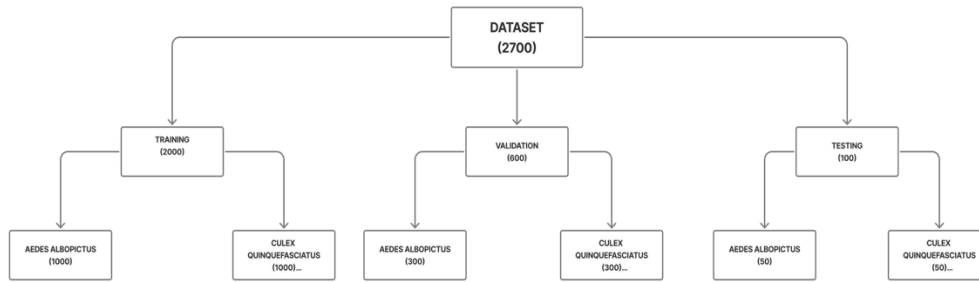 DATASET
(2700)
TRAINING
(2000)
VALIDATION
(600)
TESTING
(100)
AEDES ALBOPICTUS
(1000)
CULEX
QUINQUEFASCIATUS
(1000)...
AEDES ALBOPICTUS
(300)
CULEX
QUINQUEFASCIATUS
(300)...
AEDES ALBOPICTUS
(50)
CULEX
QUINQUEFASCIATUS
(50)...